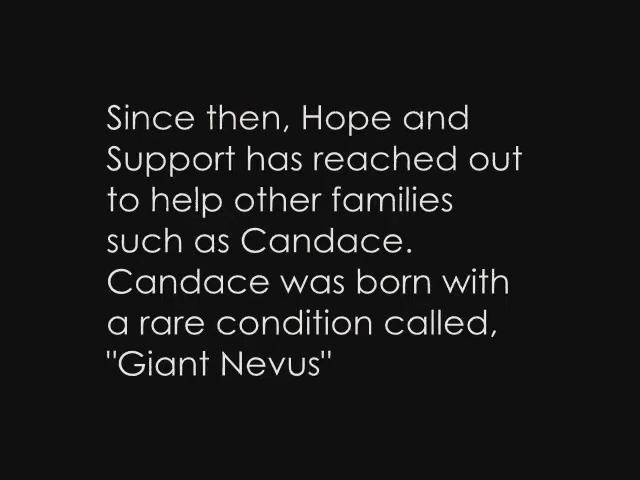 Since then, Hope and
Support has reached out
to help other families
such as Candace.
Candace was born with
a rare condition called,
"Giant Nevus"